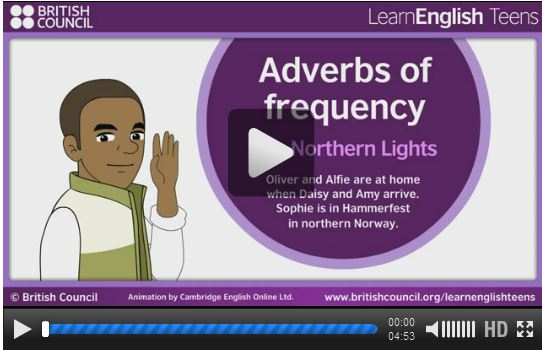 BRITISH
COUNCIL
LearnEnglish Teens
Adverbs of
frequency
Northern Lights
Oliver and Alfie are at home
when Daisy and Amy arrive.
Sophie is in Hammerfest
in northern Norway.
© British Council
Animation by Cambridge English Online Ltd.
www.britishcouncil.org/learnenglishteens
00:00
04:53
HD